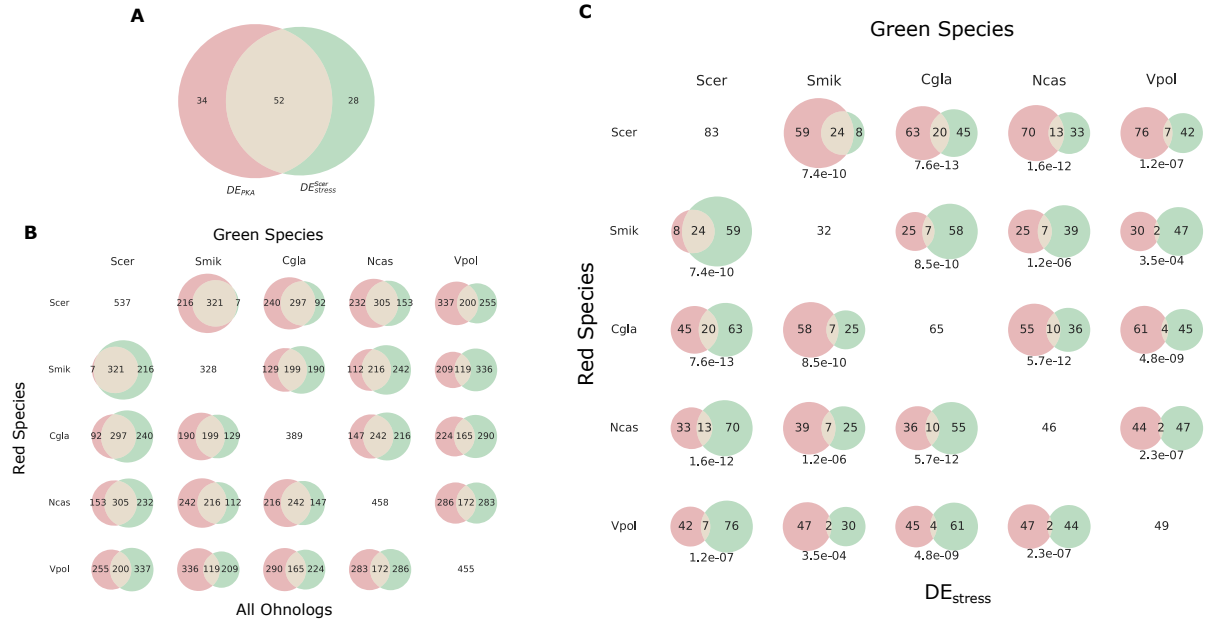 A
34
52
28
DE_PKA
DE^Scer_stress
B
Green Species
Scer
Smik
Cgla
Ncas
Vpol
Red Species
Scer
537
216 321 7
240 297 92
232 305 153
337 200 255
Smik
7 321 216
328
129 199 190
112 216 242
209 119 336
Cgla
92 297 240
190 199 129
389
147 242 216
224 165 290
Ncas
153 305 232
242 216 112
216 242 147
458
286 172 283
Vpol
255 200 337
336 119 209
290 165 224
283 172 286
455
All Ohnologs
C
Green Species
Scer
Smik
Cgla
Ncas
Vpol
Red Species
Scer
83
59 24 8
7.4e-10
63 20 45
7.6e-13
70 13 33
1.6e-12
76 7 42
1.2e-07
Smik
8 24 59
7.4e-10
32
25 7 58
8.5e-10
25 7 39
1.2e-06
30 2 47
3.5e-04
Cgla
45 20 63
7.6e-13
58 7 25
8.5e-10
65
55 10 36
5.7e-12
61 4 45
4.8e-09
Ncas
33 13 70
1.6e-12
39 7 25
1.2e-06
36 10 55
5.7e-12
46
44 2 47
2.3e-07
Vpol
42 7 76
1.2e-07
47 2 30
3.5e-04
45 4 61
4.8e-09
47 2 44
2.3e-07
49
DE_stress